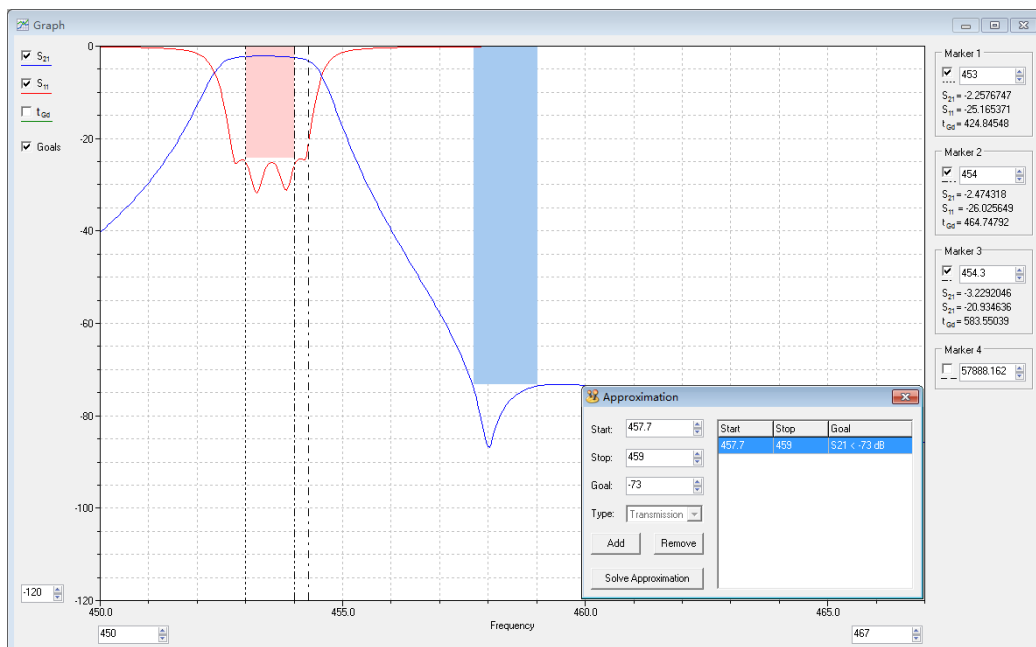 Graph
S21
S11
tGd
Goals
0
-20
-40
-60
-80
-100
-120
-120
450.0
455.0
460.0
465.0
Frequency
450
467
Marker 1
453
S21 = -2.2576747
S11 = -25.165371
tGd = 424.84548
Marker 2
454
S21 = -2.474318
S11 = -26.025649
tGd = 464.74792
Marker 3
454.3
S21 = -3.2292046
S21 = -20.934636
tGd = 583.55039
Marker 4
57888.162
Approximation
Start: 457.7
Stop: 459
Goal: -73
Type: Transmission
Add Remove
Solve Approximation
Start Stop Goal
457.7 459 S21 < -73 dB